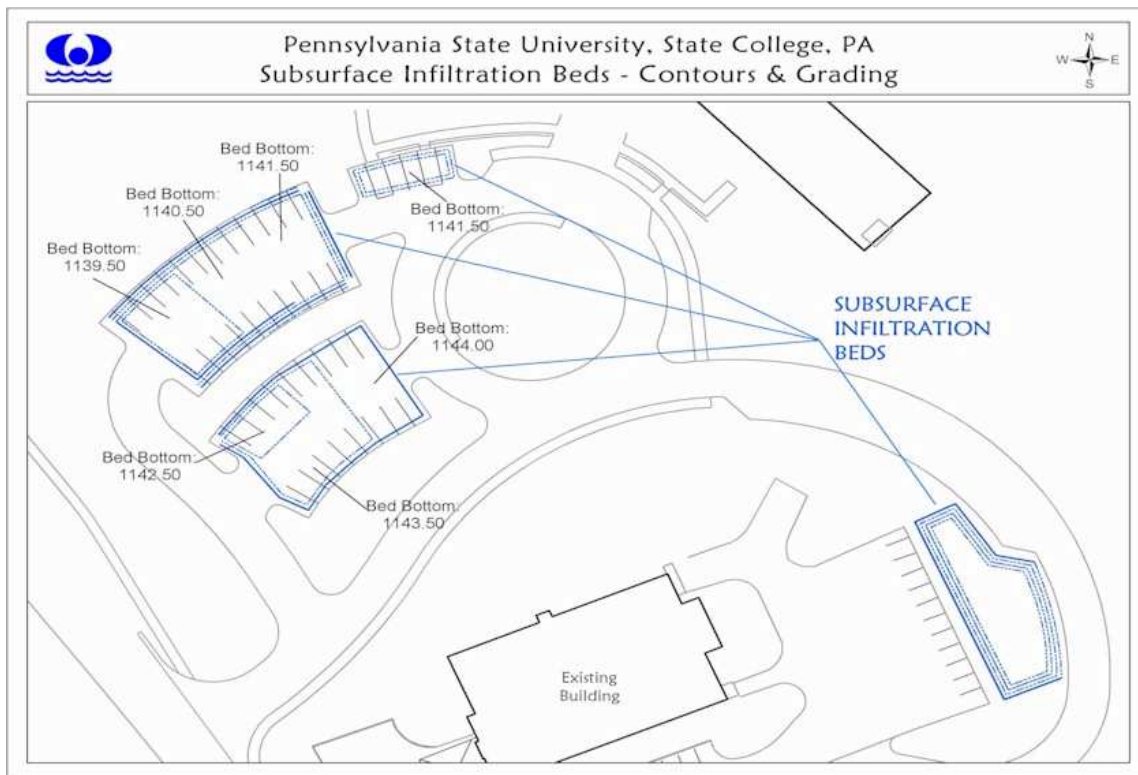 Pennsylvania State University, State College, PA
Subsurface Infiltration Beds - Contours & Grading
N
W E
S
Bed Bottom:
1141.50
Bed Bottom:
1140.50
Bed Bottom:
1139.50
Bed Bottom:
1141.50
Bed Bottom:
1144.00
SUBSURFACE
INFILTRATION
BEDS
Bed Bottom:
1142.50
Bed Bottom:
1143.50
Existing
Building